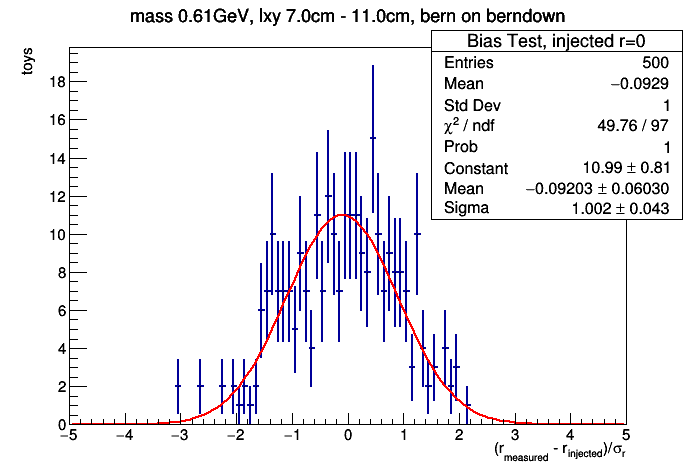 mass 0.61GeV, lxy 7.0cm - 11.0cm, bern on berndown
Bias Test, injected r=0
Entries 500
Mean −0.0929
Std Dev 1
χ² / ndf 49.76 / 97
Prob 1
Constant 10.99 ± 0.81
Mean −0.09203 ± 0.06030
Sigma 1.002 ± 0.043
toys
18
16
14
12
10
8
6
4
2
0
−5 −4 −3 −2 −1 0 1 2 3 4 5
(r_measured - r_injected)/σ_r